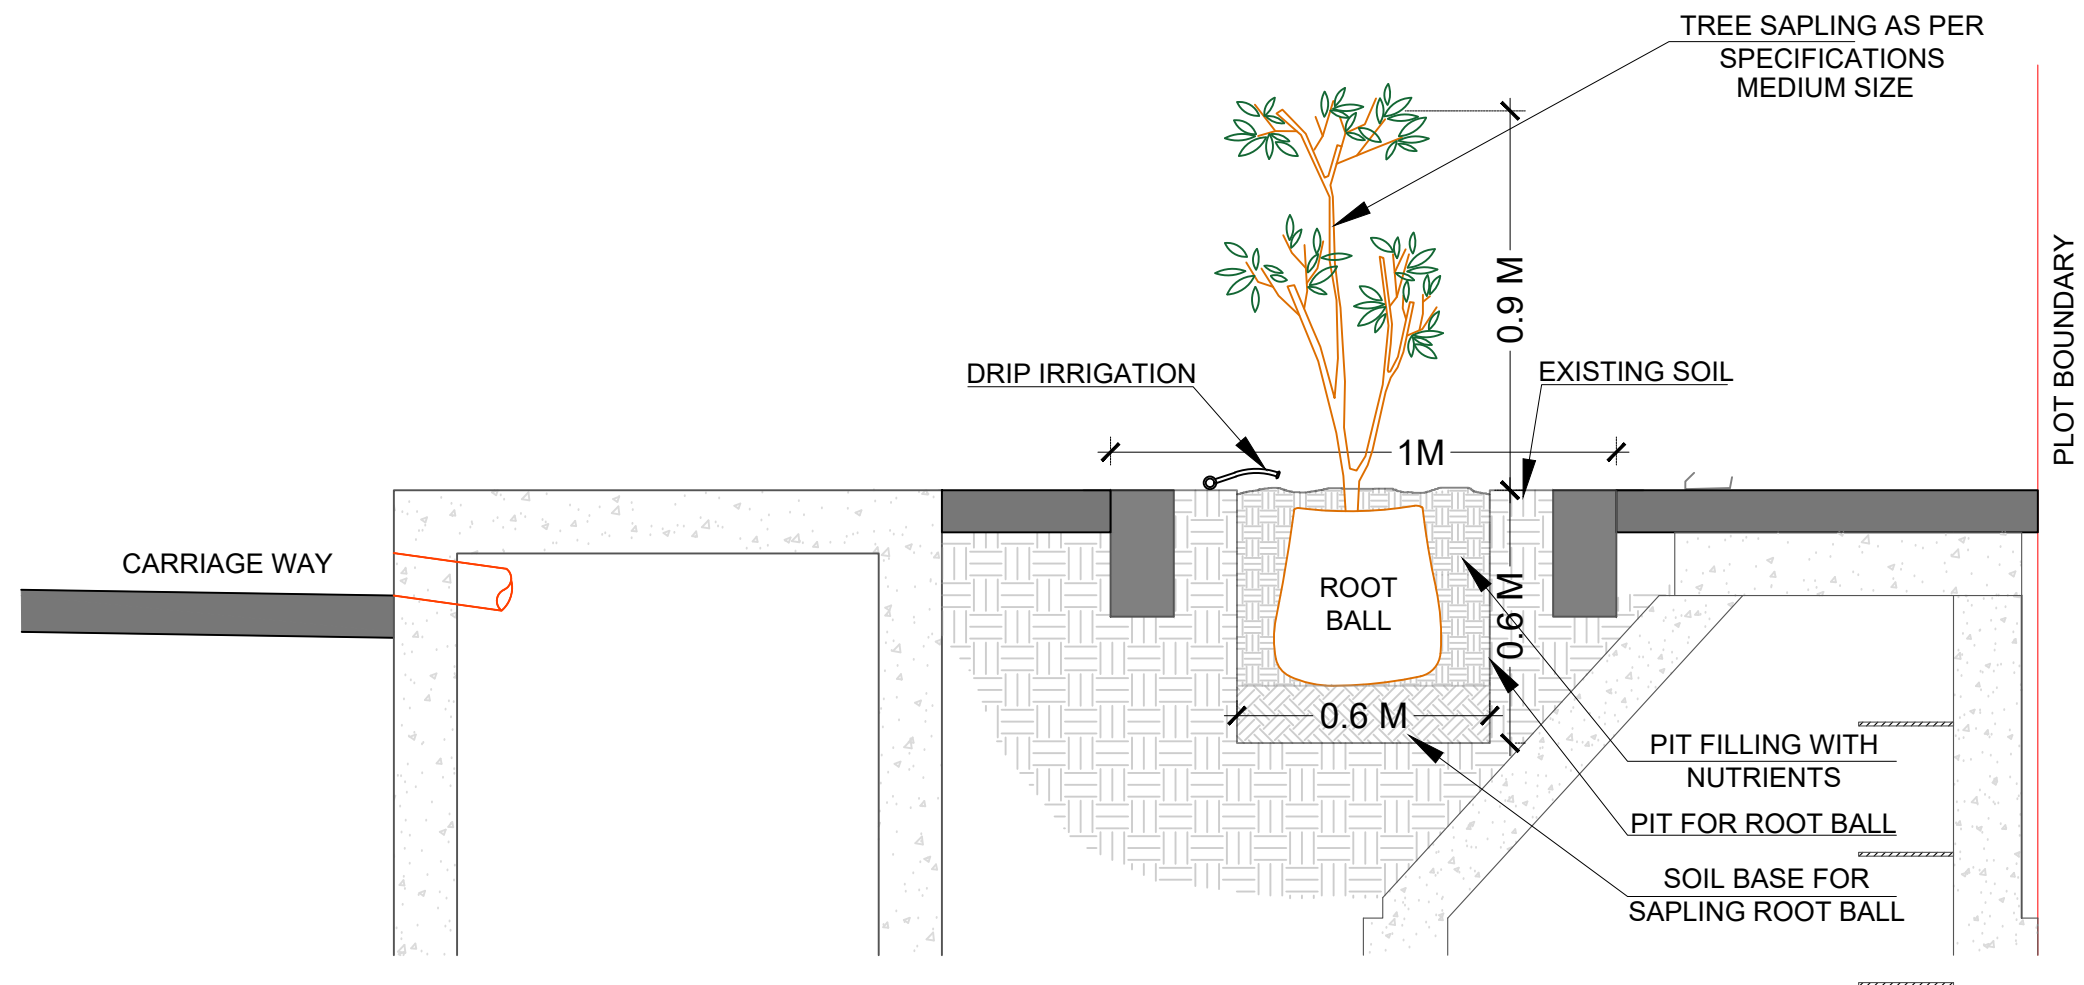 TREE SAPLING AS PER
SPECIFICATIONS
MEDIUM SIZE
0.9 M
PLOT BOUNDARY
DRIP IRRIGATION
EXISTING SOIL
1M
CARRIAGE WAY
ROOT
BALL
0.6 M
0.6 M
PIT FILLING WITH
NUTRIENTS
PIT FOR ROOT BALL
SOIL BASE FOR
SAPLING ROOT BALL